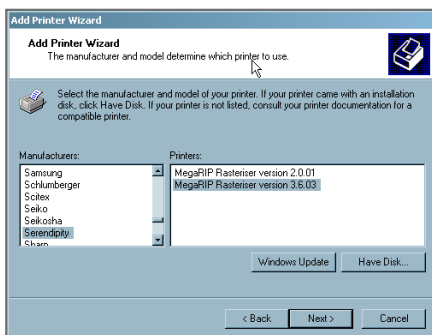 Add Printer Wizard
Add Printer Wizard
The manufacturer and model determine which printer to use.
Select the manufacturer and model of your printer. If your printer came with an installation
disk, click Have Disk. If your printer is not listed, consult your printer documentation for a
compatible printer.
Manufacturers:
Samsung
Schlumberger
Scitex
Seiko
Seikosha
Serendipity
Sharp
Printers:
MegaRIP Rasteriser version 2.0.01
MegaRIP Rasteriser version 3.6.03
Windows Update
Have Disk...
< Back
Next >
Cancel